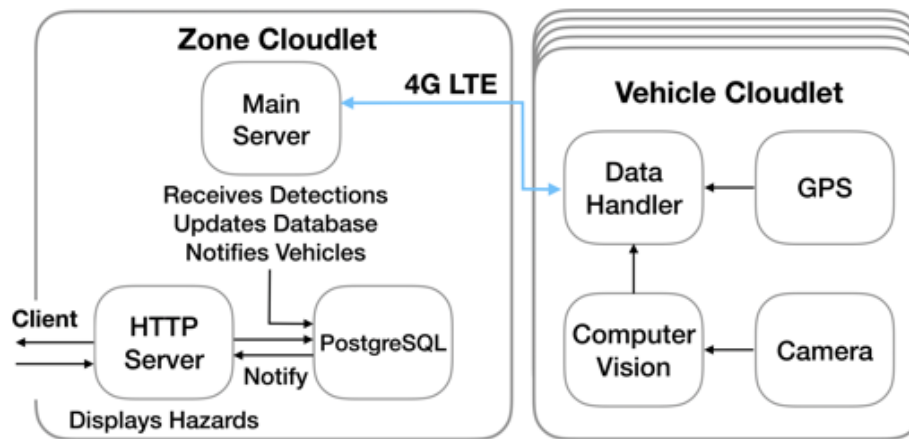 Zone Cloudlet
Main
Server
Receives Detections
Updates Database
Notifies Vehicles
Client
HTTP
Server
PostgreSQL
Notify
Displays Hazards
4G LTE
Vehicle Cloudlet
Data
Handler
GPS
Computer
Vision
Camera